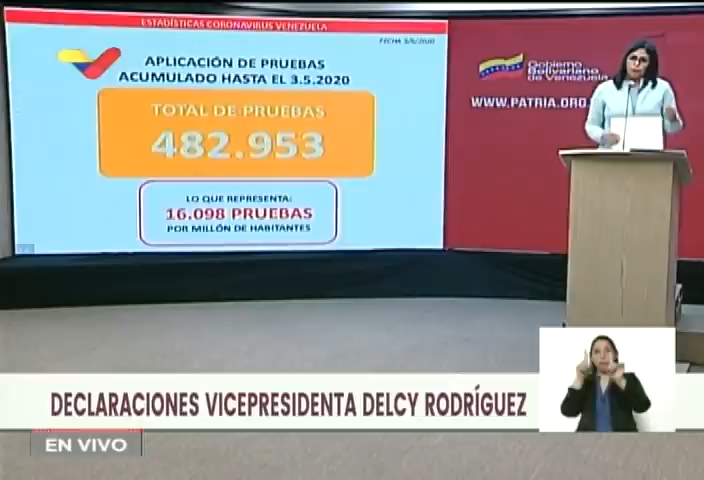 ESTADÍSTICAS CORONAVIRUS VENEZUELA
FECHA 3/5/2020
APLICACIÓN DE PRUEBAS
ACUMULADO HASTA EL 3.5.2020
TOTAL DE PRUEBAS
482.953
LO QUE REPRESENTA:
16.098 PRUEBAS
POR MILLÓN DE HABITANTES
Gobierno
Bolivariano
de Venezuela
WWW.PATRIA.ORG.
DECLARACIONES VICEPRESIDENTA DELCY RODRÍGUEZ
EN VIVO